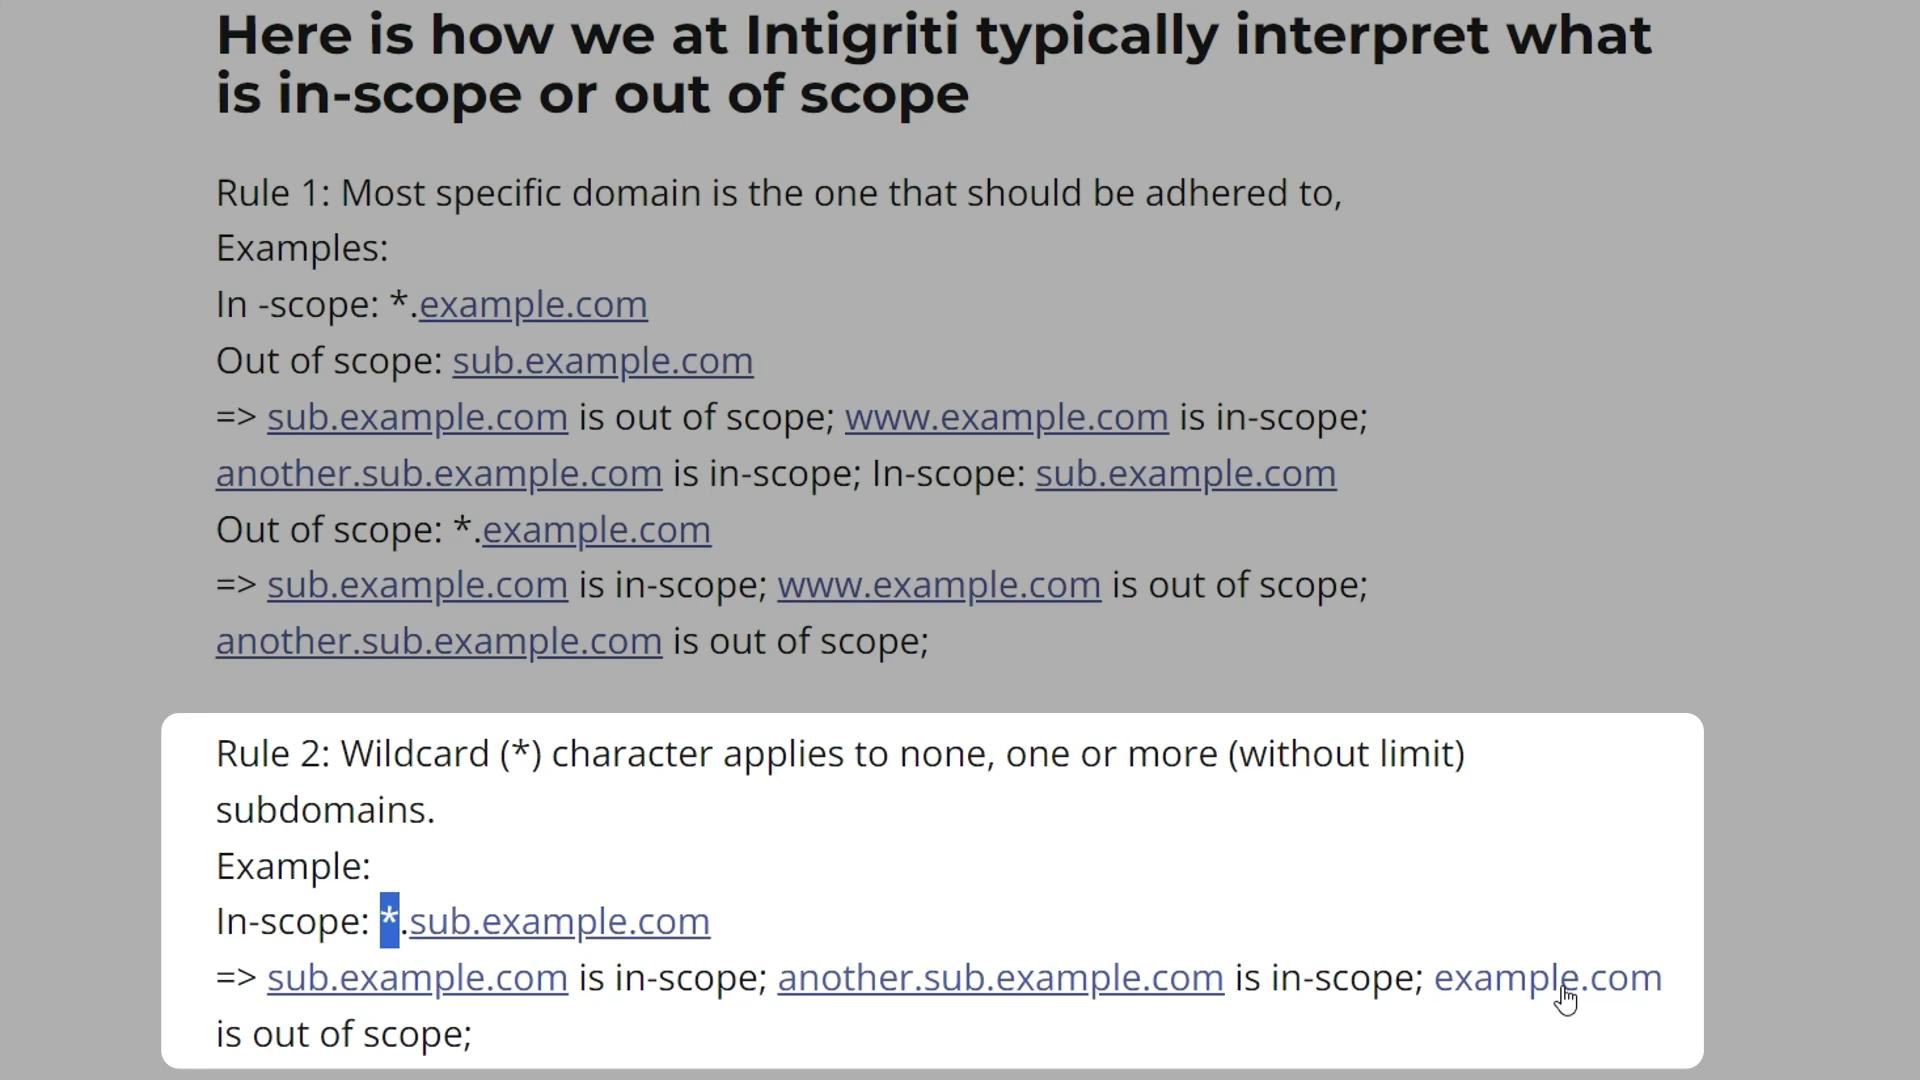 Here is how we at Intigriti typically interpret what
is in-scope or out of scope
Rule 1: Most specific domain is the one that should be adhered to,
Examples:
In -scope: *.example.com
Out of scope: sub.example.com
=> sub.example.com is out of scope; www.example.com is in-scope;
another.sub.example.com is in-scope; In-scope: sub.example.com
Out of scope: *.example.com
=> sub.example.com is in-scope; www.example.com is out of scope;
another.sub.example.com is out of scope;
Rule 2: Wildcard (*) character applies to none, one or more (without limit)
subdomains.
Example:
In-scope: *.sub.example.com
=> sub.example.com is in-scope; another.sub.example.com is in-scope; example.com
is out of scope;